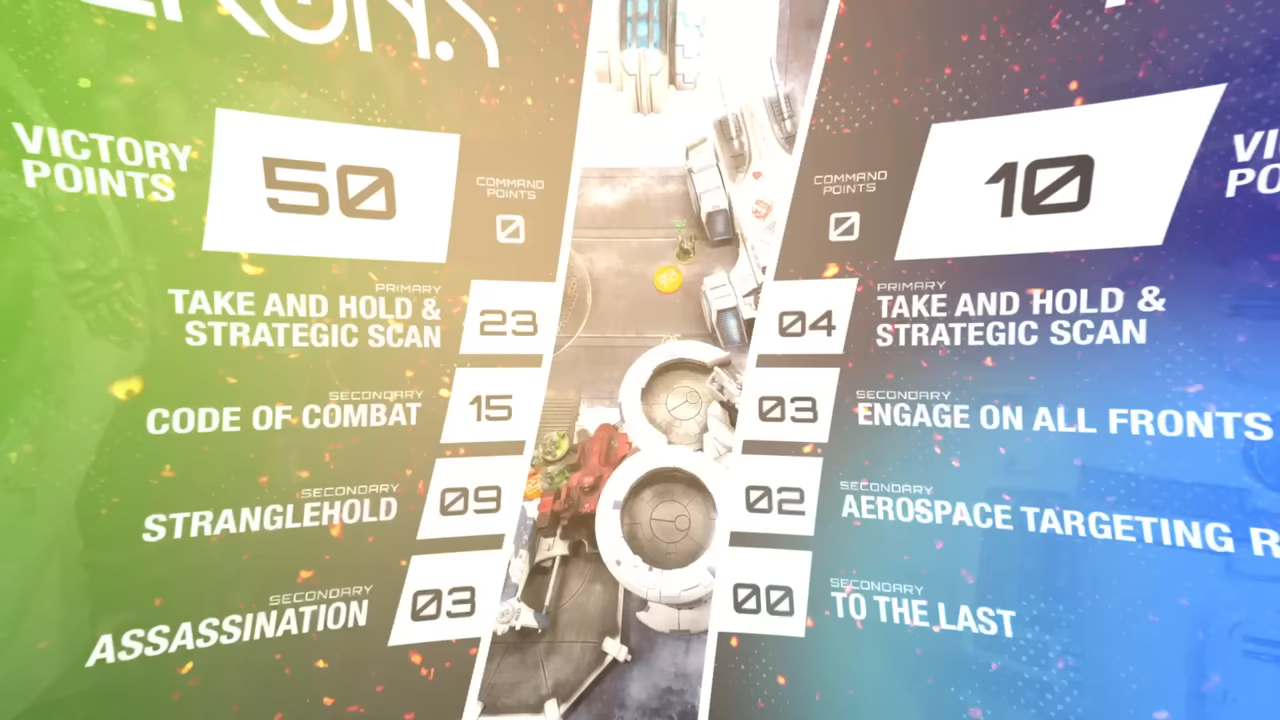 VICTORY
POINTS
50
COMMAND
POINTS
0
PRIMARY
TAKE AND HOLD &
STRATEGIC SCAN
23
SECONDARY
CODE OF COMBAT
15
SECONDARY
STRANGLEHOLD
09
SECONDARY
ASSASSINATION
03
COMMAND
POINTS
0
10
PRIMARY
04
TAKE AND HOLD &
STRATEGIC SCAN
SECONDARY
03
ENGAGE ON ALL FRONTS
SECONDARY
02
AEROSPACE TARGETING R
SECONDARY
00
TO THE LAST